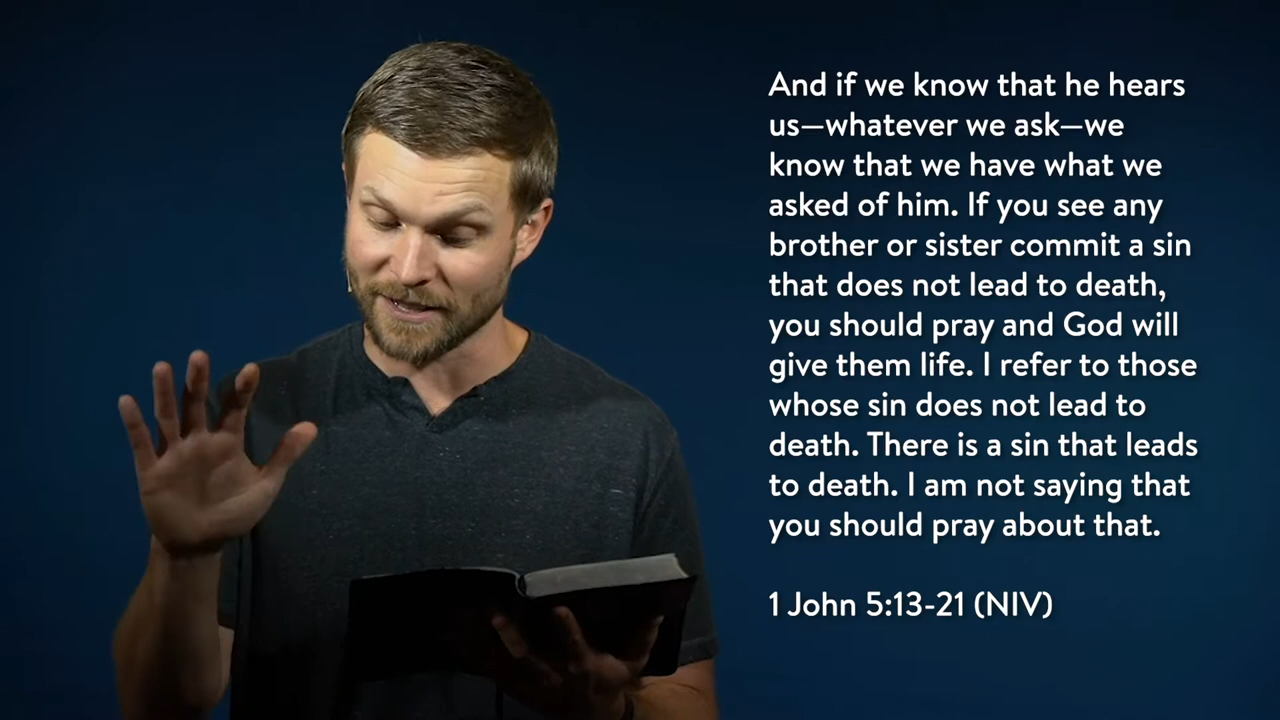 And if we know that he hears
us—whatever we ask—we
know that we have what we
asked of him. If you see any
brother or sister commit a sin
that does not lead to death,
you should pray and God will
give them life. I refer to those
whose sin does not lead to
death. There is a sin that leads
to death. I am not saying that
you should pray about that.
1 John 5:13-21 (NIV)